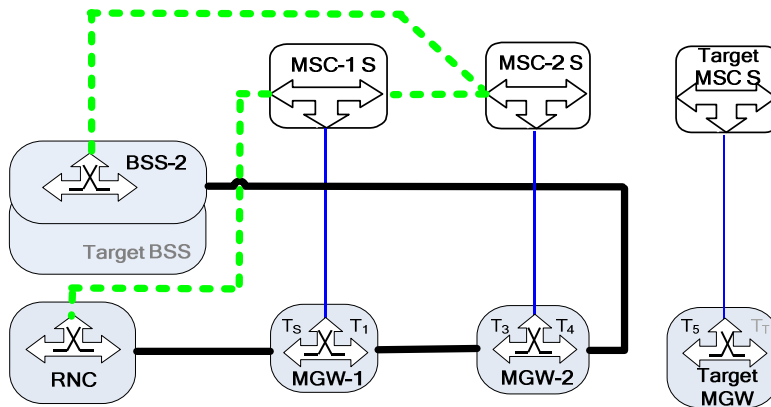 MSC-1 S
MSC-2 S
Target
MSC S
BSS-2
Target BSS
TS
T1
T3
T4
T5
TT
RNC
MGW-1
MGW-2
Target
MGW